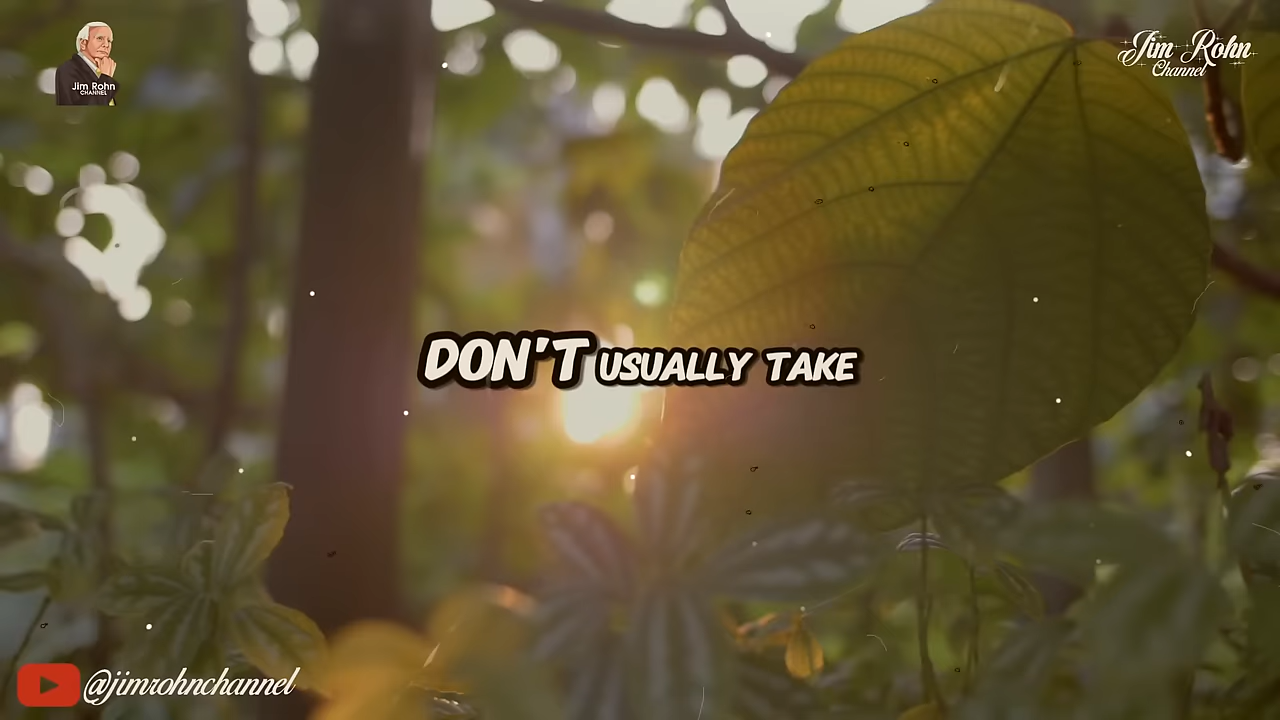 Jim Rohn
CHANNEL
Jim Rohn
Channel
DON'T USUALLY TAKE
@jimrohnchannel